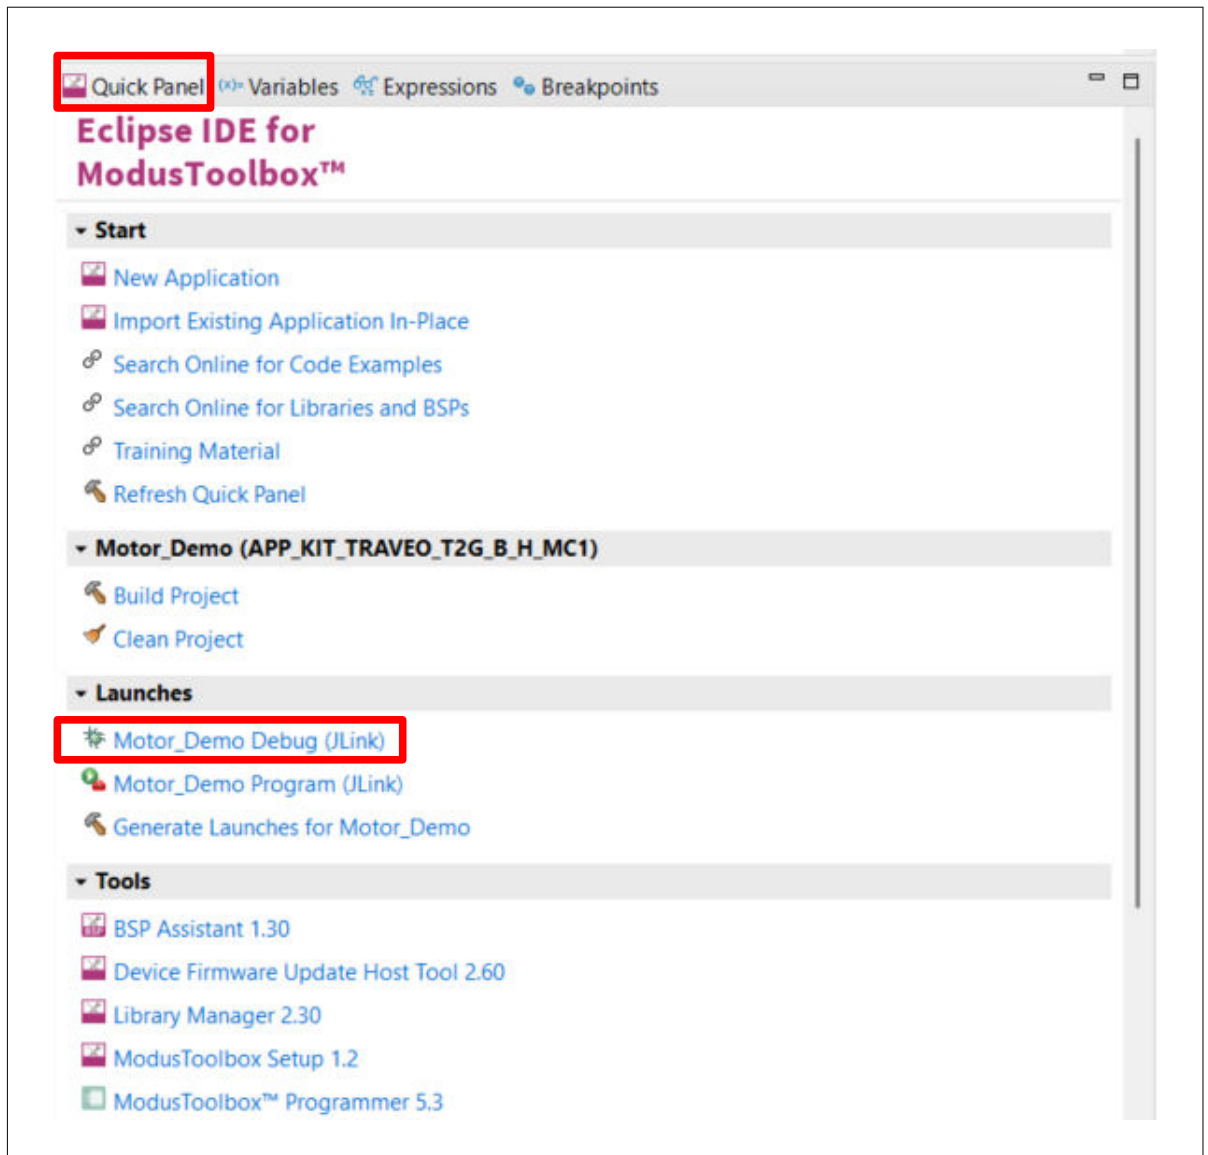 Quick Panel (x)= Variables Expressions Breakpoints
Eclipse IDE for
ModusToolbox™
Start
New Application
Import Existing Application In-Place
Search Online for Code Examples
Search Online for Libraries and BSPs
Training Material
Refresh Quick Panel
Motor_Demo (APP_KIT_TRAVEO_T2G_B_H_MC1)
Build Project
Clean Project
Launches
Motor_Demo Debug (JLink)
Motor_Demo Program (JLink)
Generate Launches for Motor_Demo
Tools
BSP Assistant 1.30
Device Firmware Update Host Tool 2.60
Library Manager 2.30
ModusToolbox Setup 1.2
ModusToolbox™ Programmer 5.3